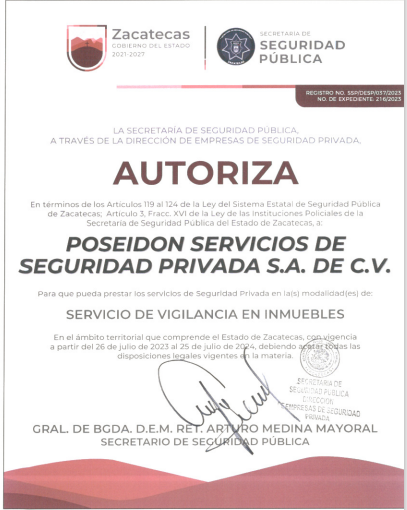 Zacatecas
GOBIERNO DEL ESTADO
2021-2027
SECRETARÍA DE
SEGURIDAD
PÚBLICA
REGISTRO NO. SSP/DESP/037/2023
NO. DE EXPEDIENTE. 216/2023
LA SECRETARÍA DE SEGURIDAD PÚBLICA,
A TRAVÉS DE LA DIRECCIÓN DE EMPRESAS DE SEGURIDAD PRIVADA,
AUTORIZA
En términos de los Artículos 119 al 124 de la Ley del Sistema Estatal de Seguridad Pública
de Zacatecas; Artículo 3, Fracc. XVI de la Ley de las Instituciones Policiales de la
Secretaría de Seguridad Pública del Estado de Zacatecas, a:
POSEIDON SERVICIOS DE
SEGURIDAD PRIVADA S.A. DE C.V.
Para que pueda prestar los servicios de Seguridad Privada en la(s) modalidad(es) de:
SERVICIO DE VIGILANCIA EN INMUEBLES
En el ámbito territorial que comprende el Estado de Zacatecas, con vigencia
a partir del 26 de julio de 2023 al 25 de julio de 2024, debiendo acatar todas las
disposiciones legales vigentes en la materia.
SECRETARIA DE
SEGURIDAD PUBLICA
DIRECCION
EMPRESAS DE SEGURIDAD
PRIVADA
GRAL. DE BGDA. D.E.M. RET. ARTURO MEDINA MAYORAL
SECRETARIO DE SEGURIDAD PÚBLICA